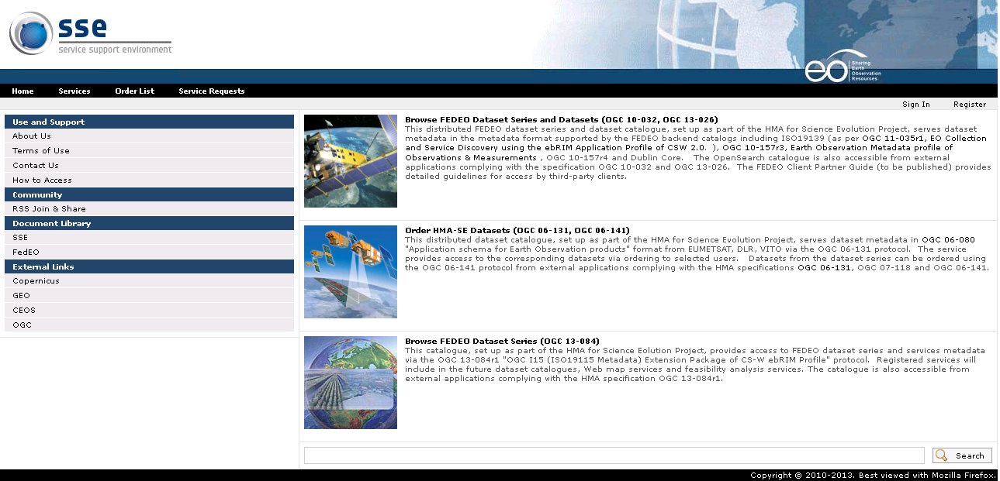 sse
service support environment
eo
Sharing
Earth
Observation
Resources
Home Services Order List Service Requests
Sign In Register
Use and Support
About Us
Terms of Use
Contact Us
How to Access
Community
RSS Join & Share
Document Library
SSE
FedEO
External Links
Copernicus
GEO
CEOS
OGC
Browse FEDEO Dataset Series and Datasets (OGC 10-032, OGC 13-026)
This distributed FEDEO dataset series and dataset catalogue, set up as part of the HMA for Science Evolution Project, serves dataset
metadata in the metadata format supported by the FEDEO backend catalogs including ISO19139 (as per OGC 11-035r1, EO Collection
and Service Discovery using the ebRIM Application Profile of CSW 2.0. ), OGC 10-157r3, Earth Observation Metadata profile of
Observations & Measurements , OGC 10-157r4 and Dublin Core. The OpenSearch catalogue is also accessible from external
applications complying with the specification OGC 10-032 and OGC 13-026. The FEDEO Client Partner Guide (to be published) provides
detailed guidelines for access by third-party clients.
Order HMA-SE Datasets (OGC 06-131, OGC 06-141)
This distributed dataset catalogue, set up as part of the HMA for Science Evolution Project, serves dataset metadata in OGC 06-080
"Application schema for Earth Observation products" format from EUMETSAT, DLR, VITO via the OGC 06-131 protocol. The service
provides access to the corresponding datasets via ordering to selected users. Datasets from the dataset series can be ordered using
the OGC 06-141 protocol from external applications complying with the HMA specifications OGC 06-131, OGC 07-118 and OGC 06-141.
Browse FEDEO Dataset Series (OGC 13-084)
This catalogue, set up as part of the HMA for Science Eolution Project, provides access to FEDEO dataset series and services metadata
via the OGC 13-084r1 "OGC I15 (ISO19115 Metadata) Extension Package of CS-W ebRIM Profile" protocol. Registered services will
include in the future dataset catalogues, Web map services and feasibility analysis services. The catalogue is also accessible from
external applications complying with the HMA specification OGC 13-084r1.
Search
Copyright © 2010-2013. Best viewed with Mozilla Firefox.